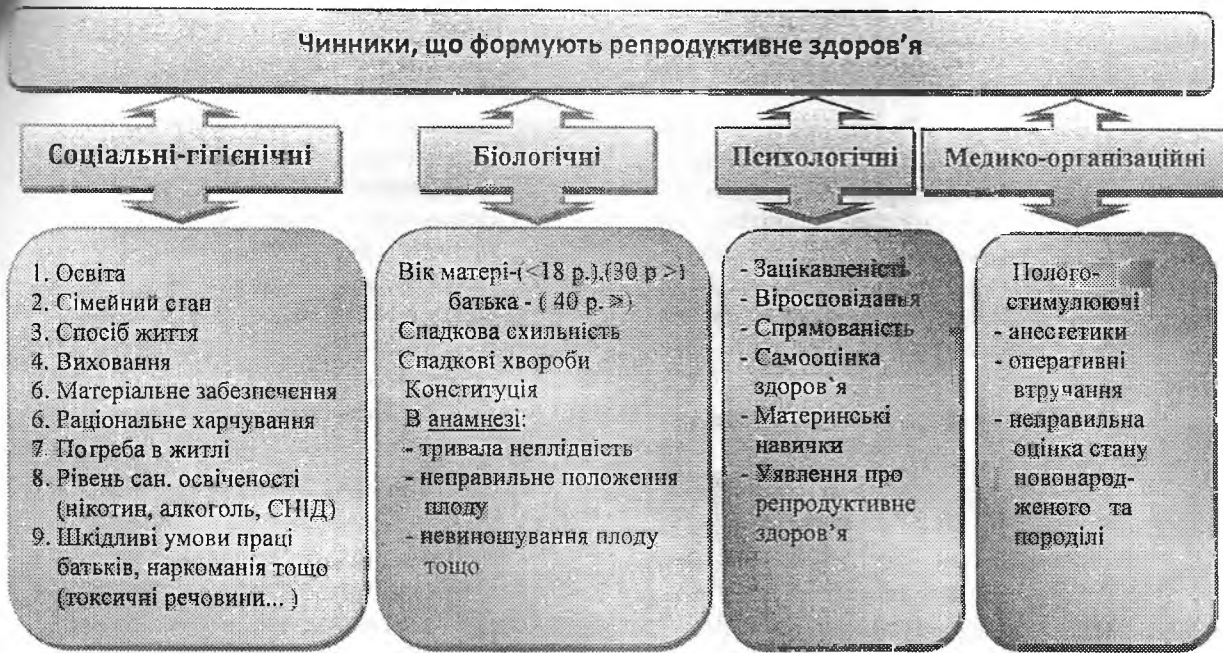 Чинники, що формують репродуктивне здоров'я
Соціальні-гігієнічні
1. Освіта
2. Сімейний стан
3. Спосіб життя
4. Виховання
6. Матеріальне забезпечення
6. Раціональне харчування
7. Потреба в житлі
8. Рівень сан. освіченості
(нікотин, алкоголь, СНІД)
9. Шкідливі умови праці
батьків, наркоманія тощо
(токсичні речовини... )
Біологічні
Вік матері-(<18 р.),(30 р >)
батька - ( 40 р. >)
Спадкова схильність
Спадкові хвороби
Конституція
В анамнезі:
- тривала неплідність
- неправильне положення
плоду
- невиношування плоду
тощо
Психологічні
- Зацікавленість
- Віросповідання
- Спрямованість
- Самооцінка
здоров`я
- Материнські
навички
- Уявлення про
репродуктивне
здоров'я
Медико-організаційні
Полого-
стимулюючі
- анестетики
- оперативні
втручання
- неправильна
оцінка стану
новонарод-
женого та
породілі